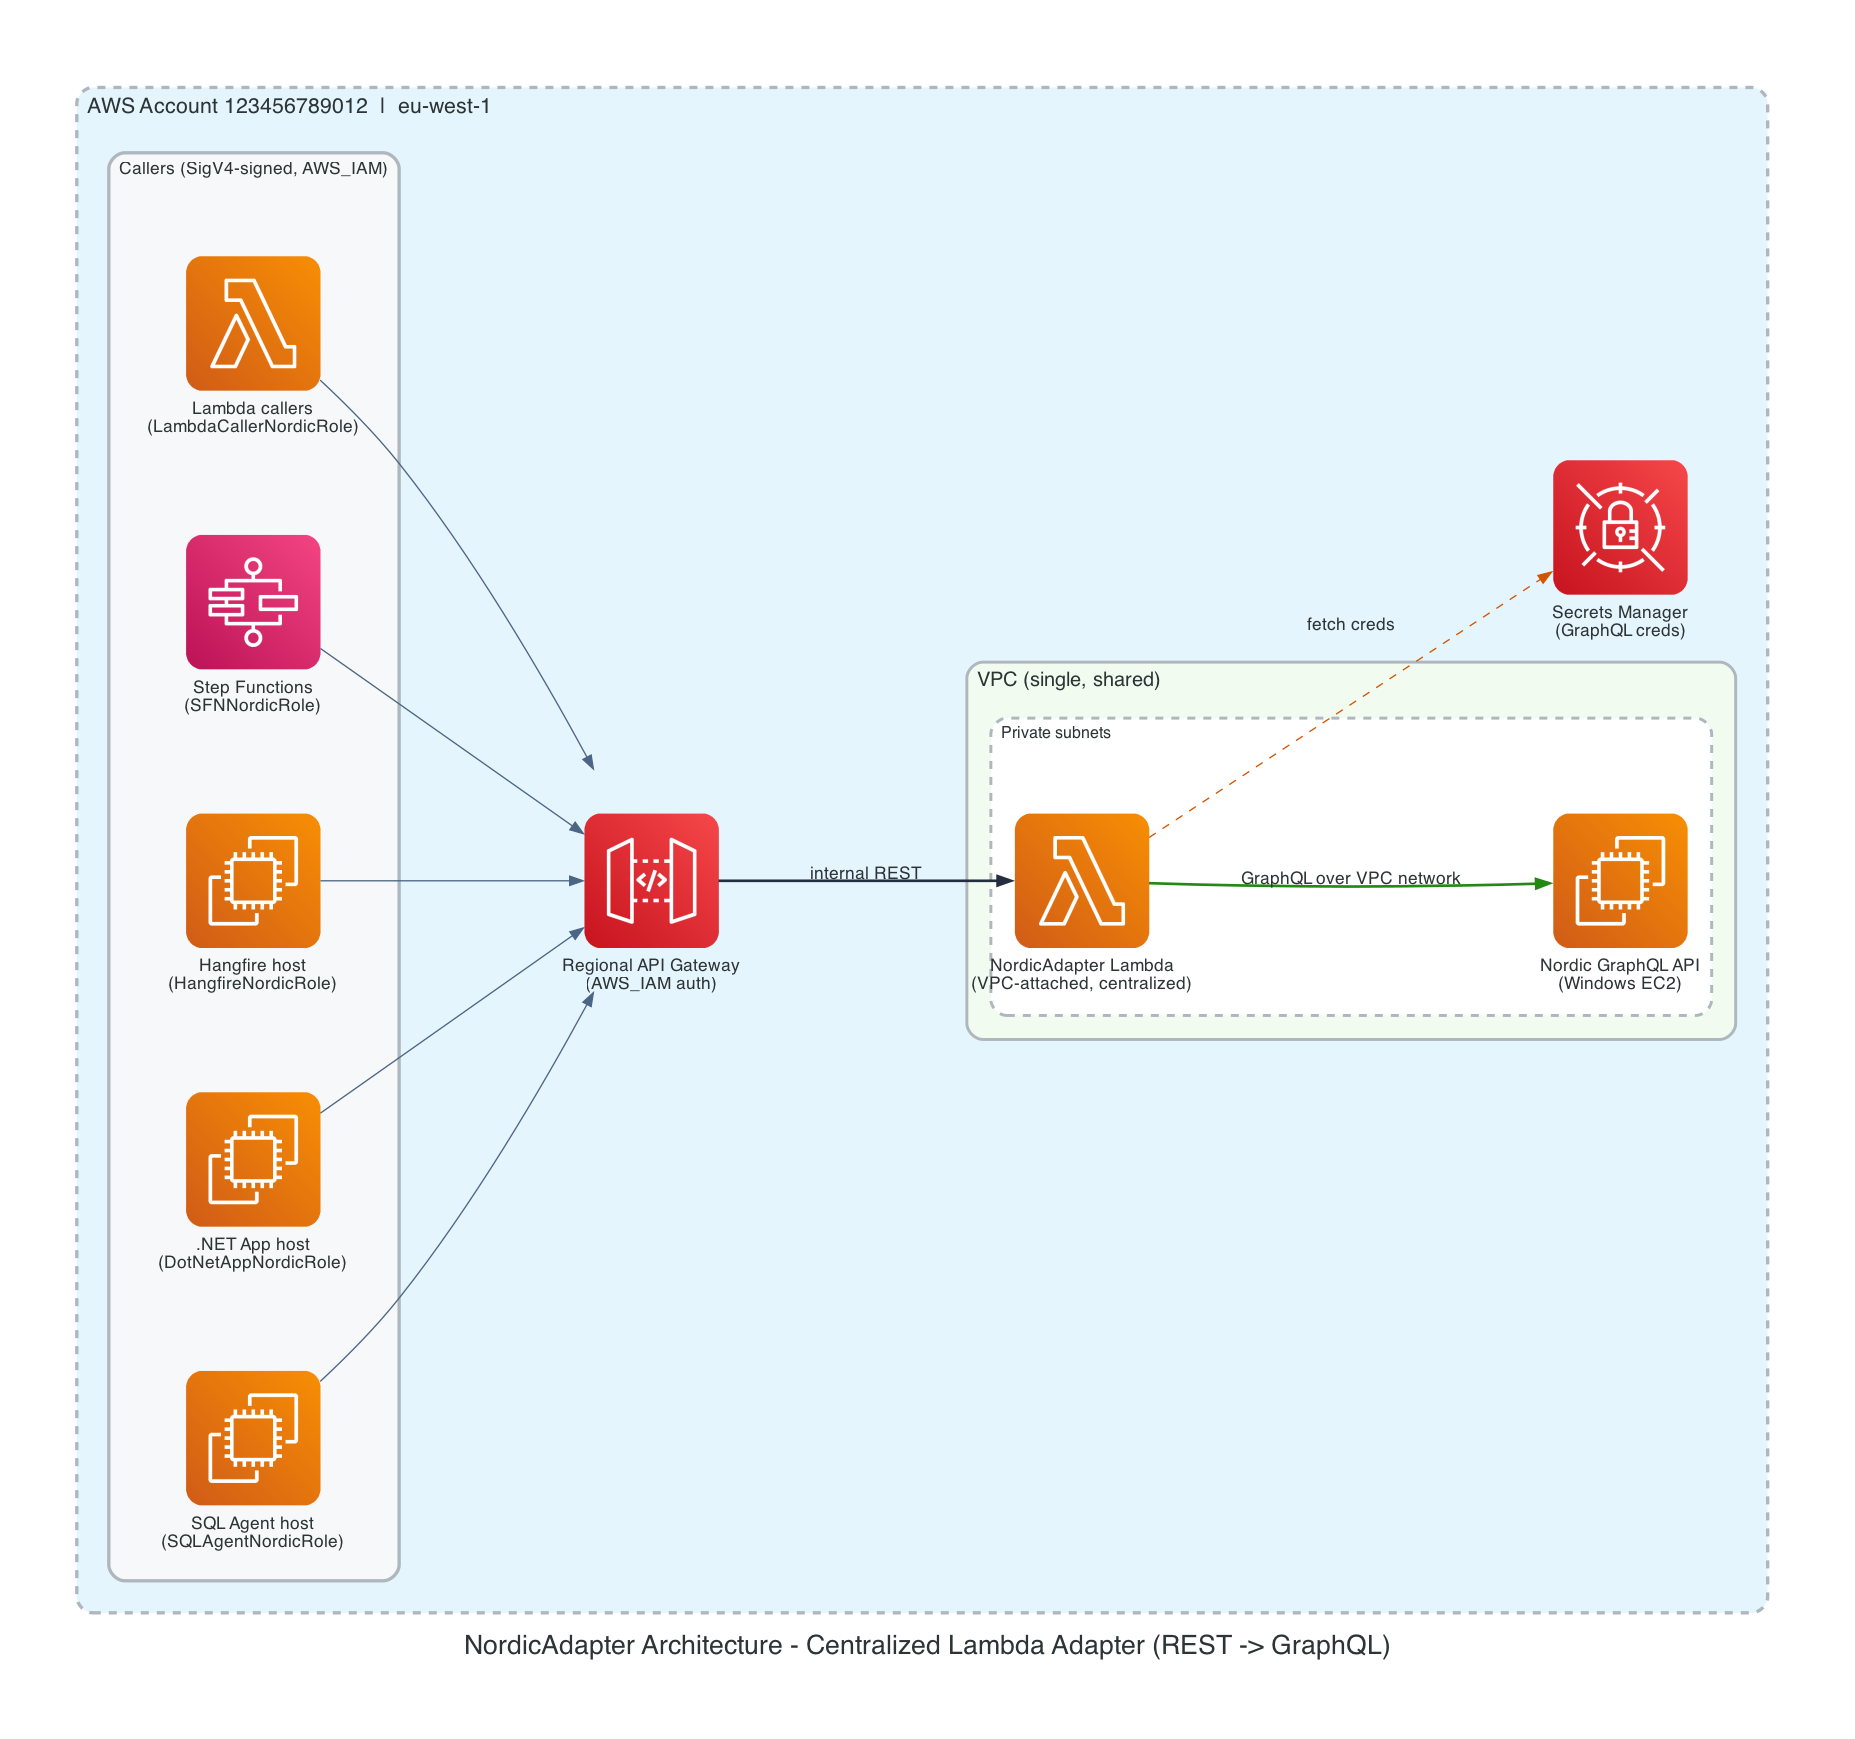 AWS Account 123456789012 | eu-west-1
Callers (SigV4-signed, AWS_IAM)
Lambda callers
(LambdaCallerNordicRole)
Step Functions
(SFNNordicRole)
Hangfire host
(HangfireNordicRole)
.NET App host
(DotNetAppNordicRole)
SQL Agent host
(SQLAgentNordicRole)
Regional API Gateway
(AWS_IAM auth)
internal REST
VPC (single, shared)
Private subnets
NordicAdapter Lambda
(VPC-attached, centralized)
fetch creds
Secrets Manager
(GraphQL creds)
GraphQL over VPC network
Nordic GraphQL API
(Windows EC2)
NordicAdapter Architecture - Centralized Lambda Adapter (REST -> GraphQL)